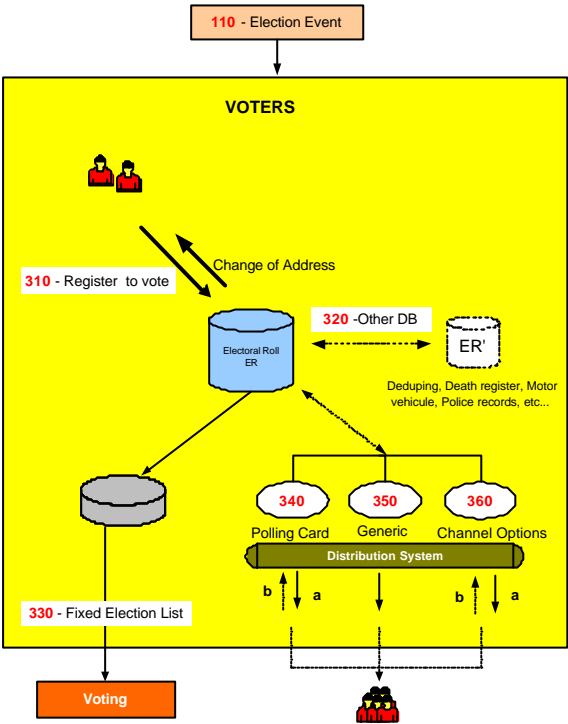 110 - Election Event
VOTERS
Change of Address
310 - Register to vote
320 -Other DB
Electoral Roll
ER
ER'
Deduping, Death register, Motor
vehicule, Police records, etc...
340
350
360
Polling Card
Generic
Channel Options
Distribution System
b
a
b
a
330 - Fixed Election List
Voting